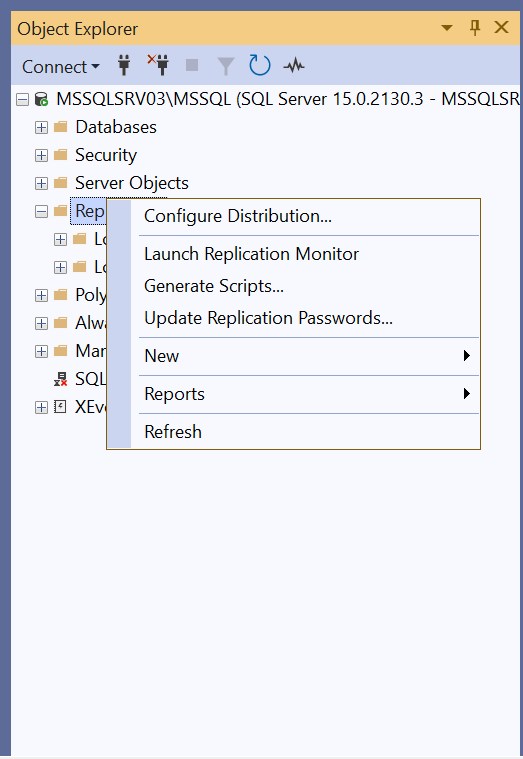 Object Explorer
Connect
MSSQLSRV03\MSSQL (SQL Server 15.0.2130.3 - MSSQLSR
Databases
Security
Server Objects
Rep
Configure Distribution...
Launch Replication Monitor
Generate Scripts...
Update Replication Passwords...
New
Reports
Refresh
Lo
Lo
Poly
Alwa
Man
SQL
XEve